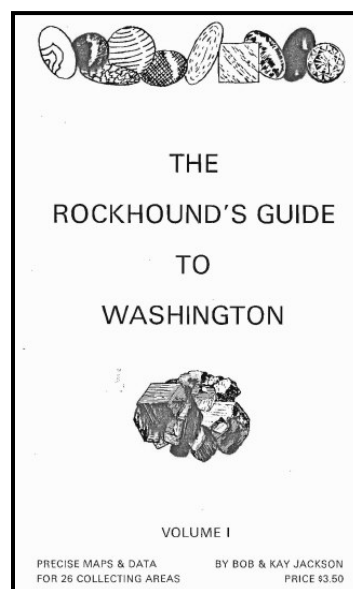 THE
ROCKHOUND'S GUIDE
TO
WASHINGTON
VOLUME I
PRECISE MAPS & DATA
FOR 26 COLLECTING AREAS
BY BOB & KAY JACKSON
PRICE $3.50